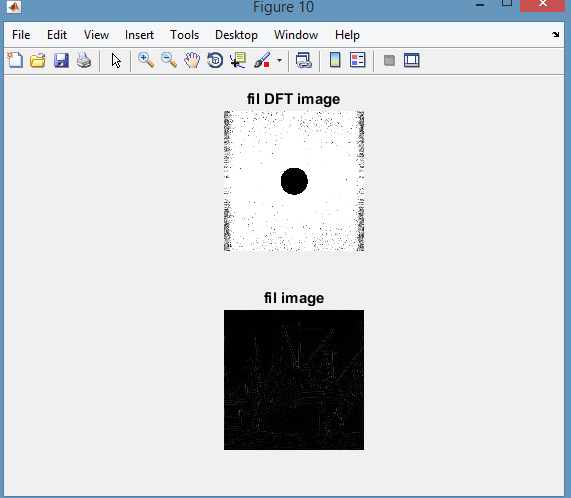 Figure 10
File Edit View Insert Tools Desktop Window Help
fil DFT image
fil image